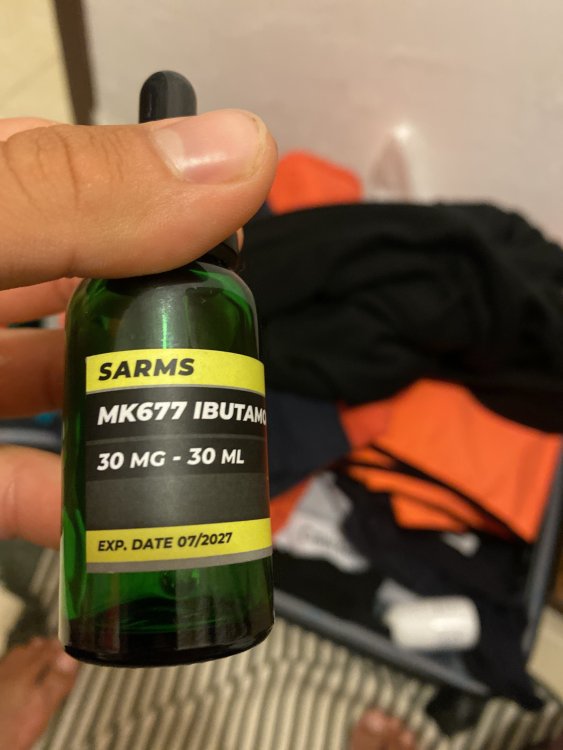 SARMS
MK677 IBUTAMO
30 MG - 30 ML
EXP. DATE 07/2027